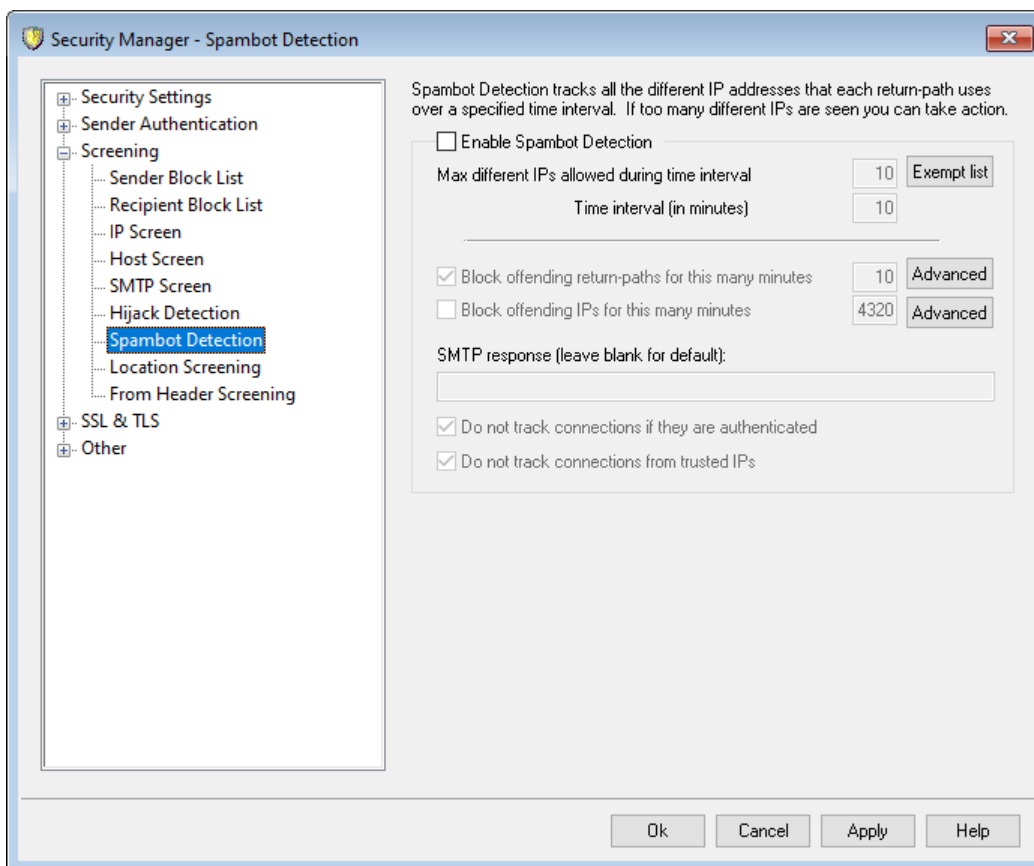 Security Manager - Spambot Detection
Security Settings
Sender Authentication
Screening
Sender Block List
Recipient Block List
IP Screen
Host Screen
SMTP Screen
Hijack Detection
Spambot Detection
Location Screening
From Header Screening
SSL & TLS
Other
Spambot Detection tracks all the different IP addresses that each return-path uses
over a specified time interval. If too many different IPs are seen you can take action.
Enable Spambot Detection
Max different IPs allowed during time interval 10 Exempt list
Time interval (in minutes) 10
Block offending return-paths for this many minutes 10 Advanced
Block offending IPs for this many minutes 4320 Advanced
SMTP response (leave blank for default):
Do not track connections if they are authenticated
Do not track connections from trusted IPs
Ok Cancel Apply Help